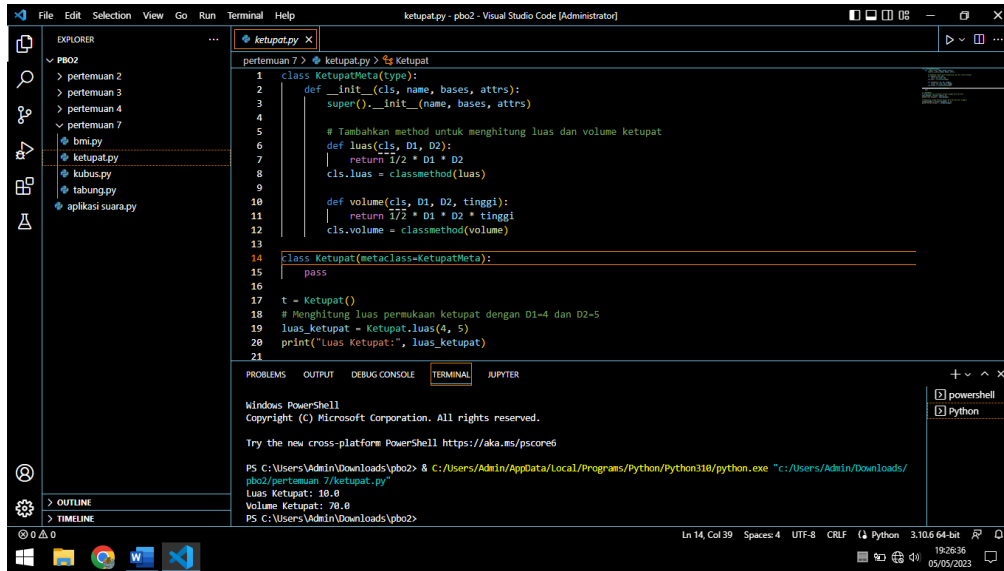 File Edit Selection View Go Run Terminal Help
ketupat.py - pbo2 - Visual Studio Code [Administrator]
EXPLORER
PBO2
pertemuan 2
pertemuan 3
pertemuan 4
pertemuan 7
bmi.py
ketupat.py
kubus.py
tabung.py
aplikasi suara.py
OUTLINE
TIMELINE
ketupat.py
pertemuan 7 > ketupat.py > Ketupat
1 class KetupatMeta(type):
2 def __init__(cls, name, bases, attrs):
3 super().__init__(name, bases, attrs)
4
5 # Tambahkan method untuk menghitung luas dan volume ketupat
6 def luas(cls, D1, D2):
7 return 1/2 * D1 * D2
8 cls.luas = classmethod(luas)
9
10 def volume(cls, D1, D2, tinggi):
11 return 1/2 * D1 * D2 * tinggi
12 cls.volume = classmethod(volume)
13
14 class Ketupat(metaclass=KetupatMeta):
15 pass
16
17 t = Ketupat()
18 # Menghitung luas permukaan ketupat dengan D1=4 dan D2=5
19 luas_ketupat = Ketupat.luas(4, 5)
20 print("Luas Ketupat:", luas_ketupat)
21
PROBLEMS OUTPUT DEBUG CONSOLE TERMINAL JUPYTER
powershell
Python
Windows PowerShell
Copyright (C) Microsoft Corporation. All rights reserved.
Try the new cross-platform PowerShell https://aka.ms/pscore6
PS C:\Users\Admin\Downloads\pbo2> & C:/Users/Admin/AppData/Local/Programs/Python/Python310/python.exe "c:/Users/Admin/Downloads/
pbo2/pertemuan 7/ketupat.py"
Luas Ketupat: 10.0
Volume Ketupat: 70.0
PS C:\Users\Admin\Downloads\pbo2>
0 0 Ln 14, Col 39 Spaces: 4 UTF-8 CRLF Python 3.10.6 64-bit
19:26:36
05/05/2023